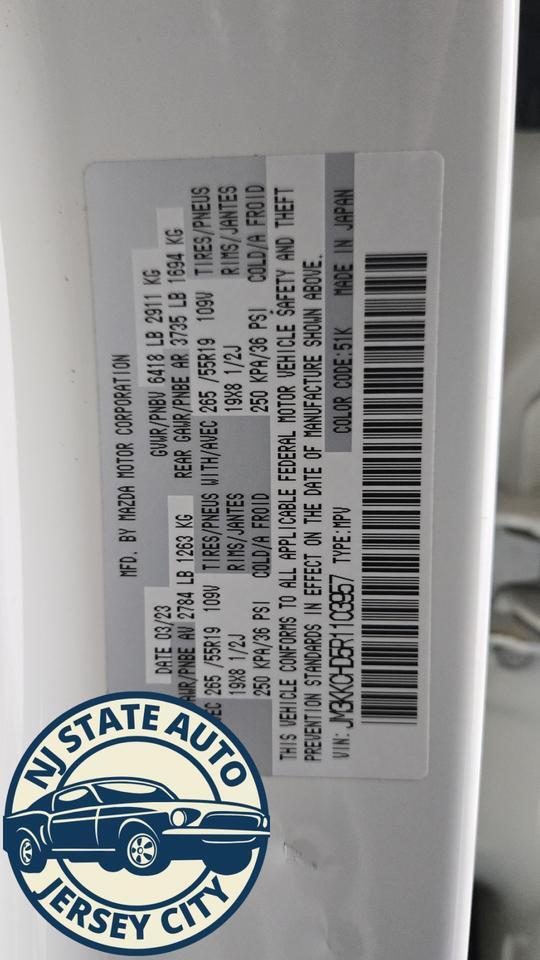 MFD. BY MAZDA MOTOR CORPORATION
DATE 03/23 GVWR/PNBV 6418 LB 2911 KG
AWR/PNBE AV 2784 LB 1263 KG REAR GAWR/PNBE AR 3735 LB 1694 KG
EC 265 /55R19 109V TIRES/PNEUS WITH/AVEC 265 /55R19 109V TIRES/PNEUS
19X8 1/2J RIMS/JANTES 19X8 1/2J RIMS/JANTES
250 KPA/36 PSI COLD/A FROID 250 KPA/36 PSI COLD/A FROID
THIS VEHICLE CONFORMS TO ALL APPLICABLE FEDERAL MOTOR VEHICLE SAFETY AND THEFT
PREVENTION STANDARDS IN EFFECT ON THE DATE OF MANUFACTURE SHOWN ABOVE.
VIN: JM3KKCHD5R1103957 TYPE:MPV COLOR CODE:51K MADE IN JAPAN
NJ STATE AUTO
JERSEY CITY